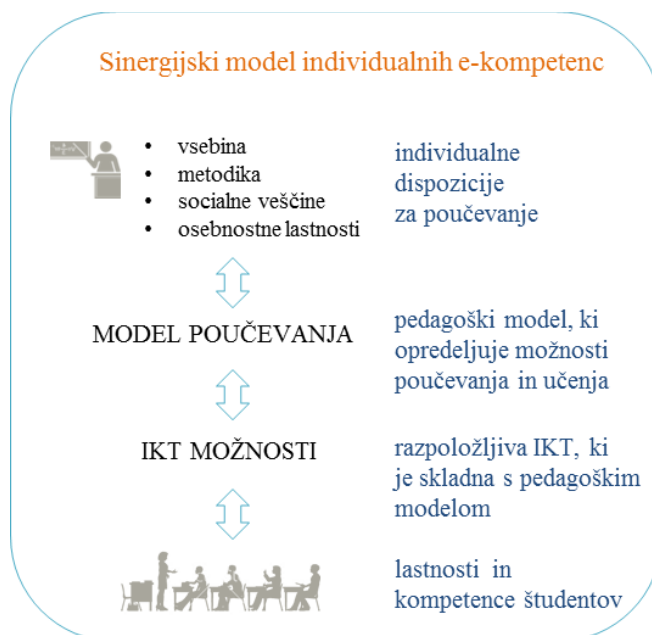 Sinergijski model individualnih e-kompetenc
• vsebina
• metodika
• socialne veščine
• osebnostne lastnosti
individualne
dispozicije
za poučevanje
MODEL POUČEVANJA
pedagoški model, ki
opredeljuje možnosti
poučevanja in učenja
IKT MOŽNOSTI
razpoložljiva IKT, ki
je skladna s pedagoškim
modelom
lastnosti in
kompetence študentov